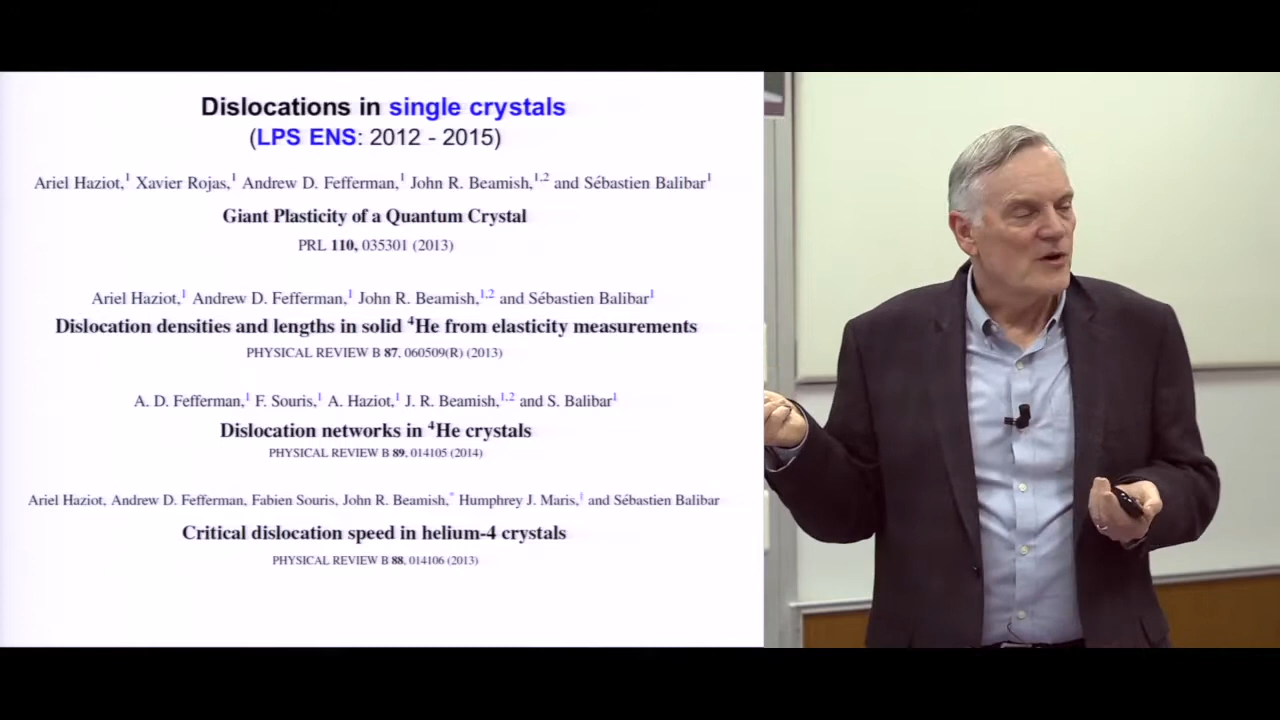 Dislocations in single crystals
(LPS ENS: 2012 - 2015)
Ariel Haziot,¹ Xavier Rojas,¹ Andrew D. Fefferman,¹ John R. Beamish,¹,² and Sébastien Balibar¹
Giant Plasticity of a Quantum Crystal
PRL 110, 035301 (2013)
Ariel Haziot,¹ Andrew D. Fefferman,¹ John R. Beamish,¹,² and Sébastien Balibar¹
Dislocation densities and lengths in solid ⁴He from elasticity measurements
PHYSICAL REVIEW B 87, 060509(R) (2013)
A. D. Fefferman,¹ F. Souris,¹ A. Haziot,¹ J. R. Beamish,¹,² and S. Balibar¹
Dislocation networks in ⁴He crystals
PHYSICAL REVIEW B 89, 014105 (2014)
Ariel Haziot, Andrew D. Fefferman, Fabien Souris, John R. Beamish,* Humphrey J. Maris,† and Sébastien Balibar
Critical dislocation speed in helium-4 crystals
PHYSICAL REVIEW B 88, 014106 (2013)